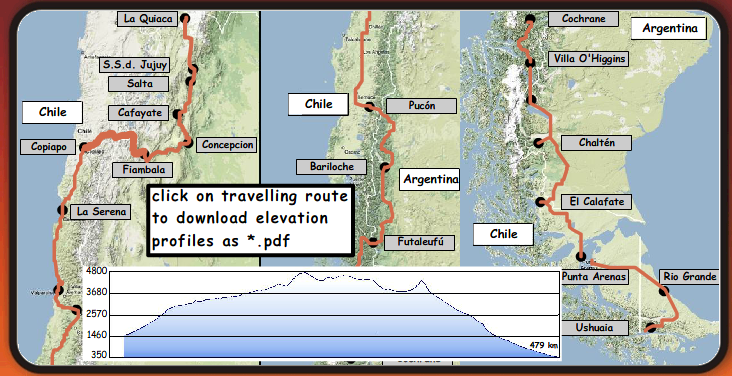 La Quiaca
S.S.d. Jujuy
Salta
Chile
Cafayate
Chile
Copiapo
Concepcion
Fiambala
La Serena
click on travelling route
to download elevation
profiles as *.pdf
Chile
Pucón
Bariloche
Argentina
Futaleufú
Cochrane
Argentina
Villa O'Higgins
Chaltén
El Calafate
Chile
Punta Arenas
Rio Grande
Ushuaia
4800
3680
2570
1460
350
479 km